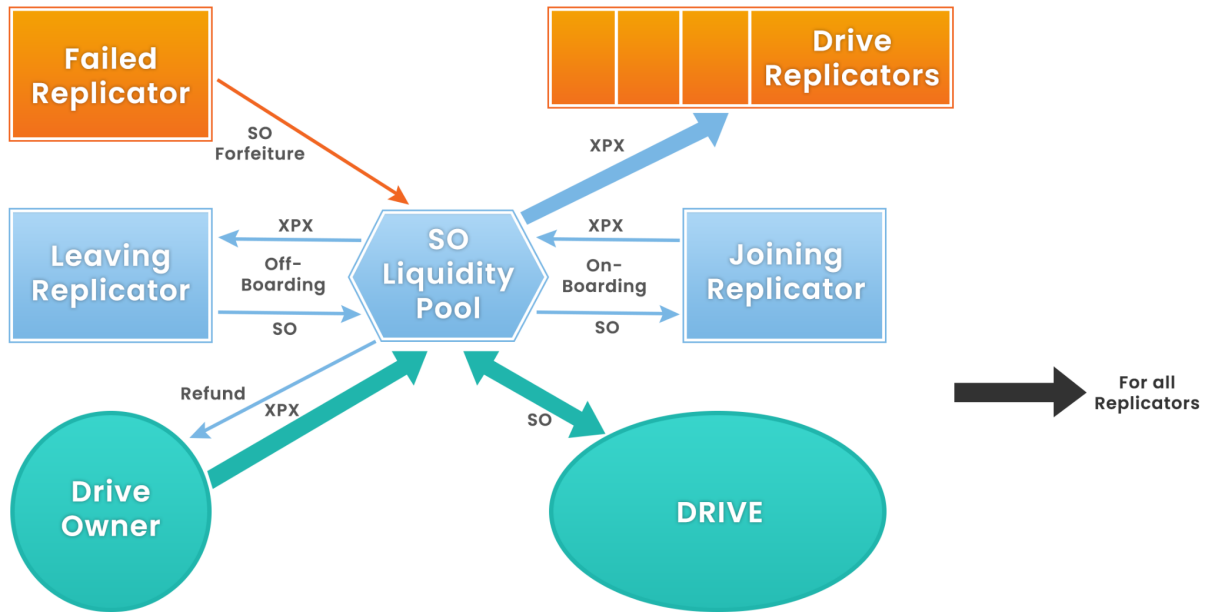 Failed
Replicator
Drive
Replicators
SO
Forfeiture
XPX
Leaving
Replicator
XPX
Off-
Boarding
SO
SO
Liquidity
Pool
XPX
On-
Boarding
SO
Joining
Replicator
Refund
XPX
SO
For all
Replicators
Drive
Owner
DRIVE